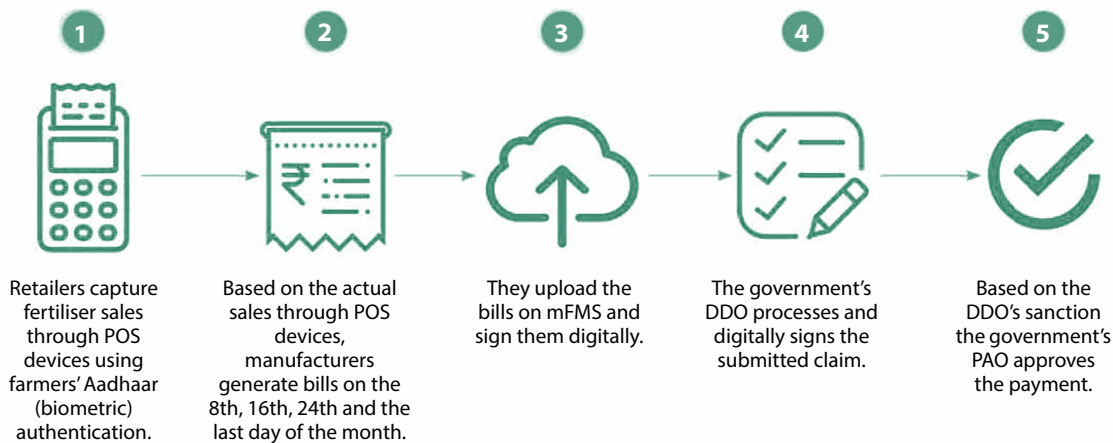 1
Retailers capture
fertiliser sales
through POS
devices using
farmers’ Aadhaar
(biometric)
authentication.
2
₹
Based on the actual
sales through POS
devices,
manufacturers
generate bills on the
8th, 16th, 24th and the
last day of the month.
3
They upload the
bills on mFMS and
sign them digitally.
4
The government’s
DDO processes and
digitally signs the
submitted claim.
5
Based on the
DDO’s sanction
the government’s
PAO approves
the payment.